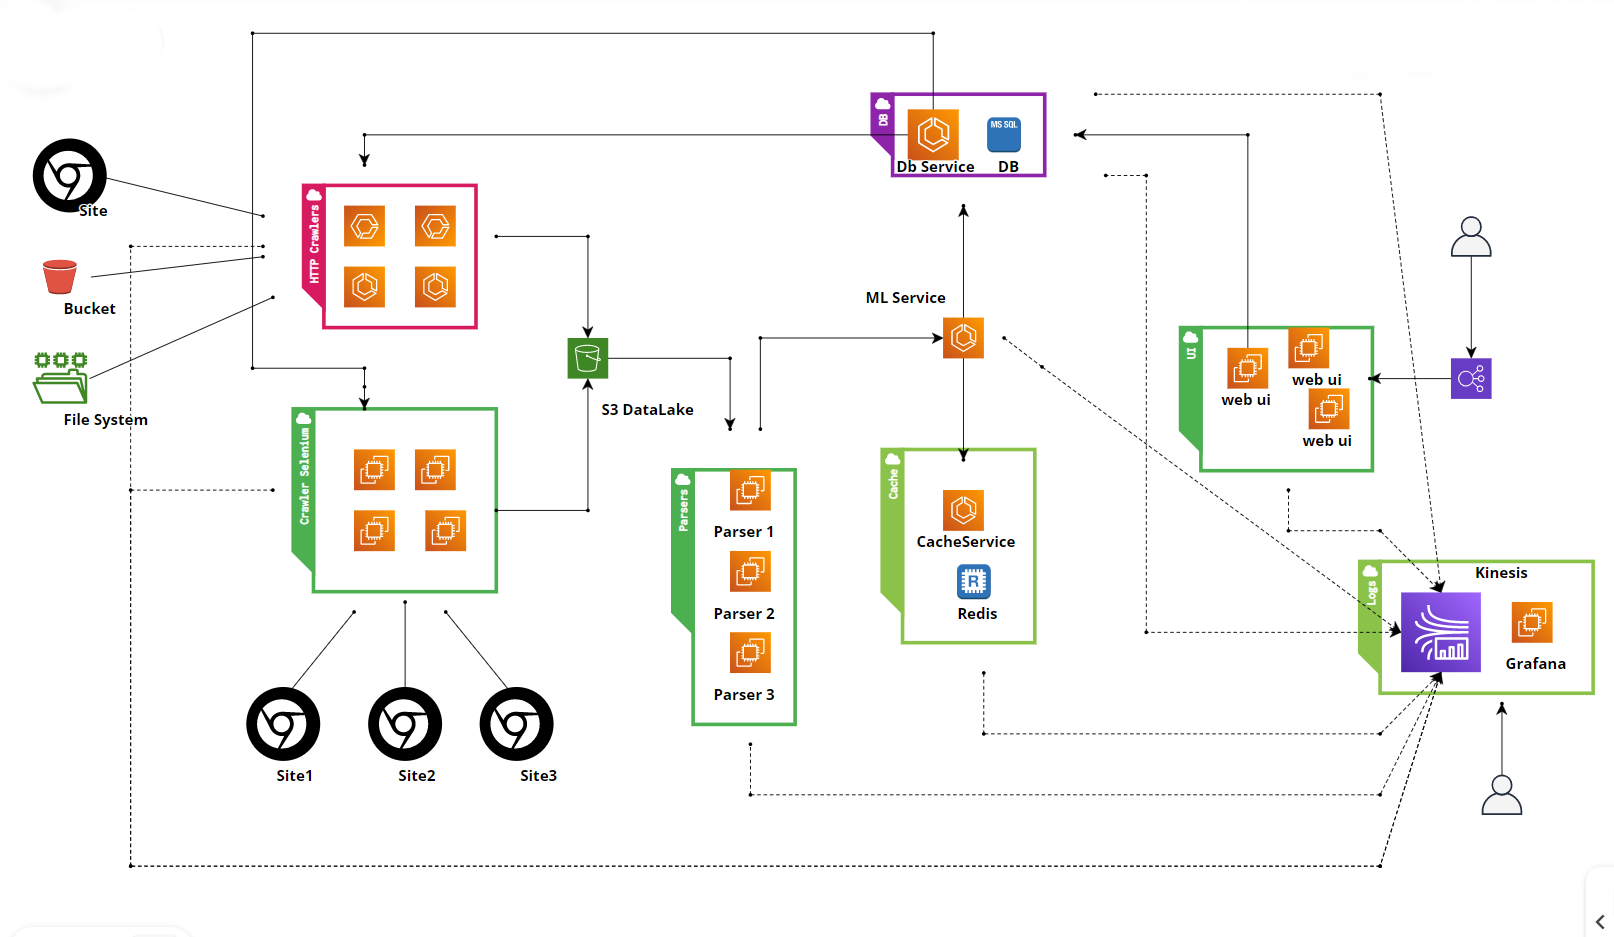 DB
MS SQL
Db Service
DB
Site
HTTP Crawlers
Bucket
ML Service
File System
UI
web ui
web ui
web ui
S3 DataLake
Crawler Selenium
Cache
Parsers
Parser 1
CacheService
Parser 2
R
Redis
Parser 3
Logs
Kinesis
Grafana
Site1
Site2
Site3